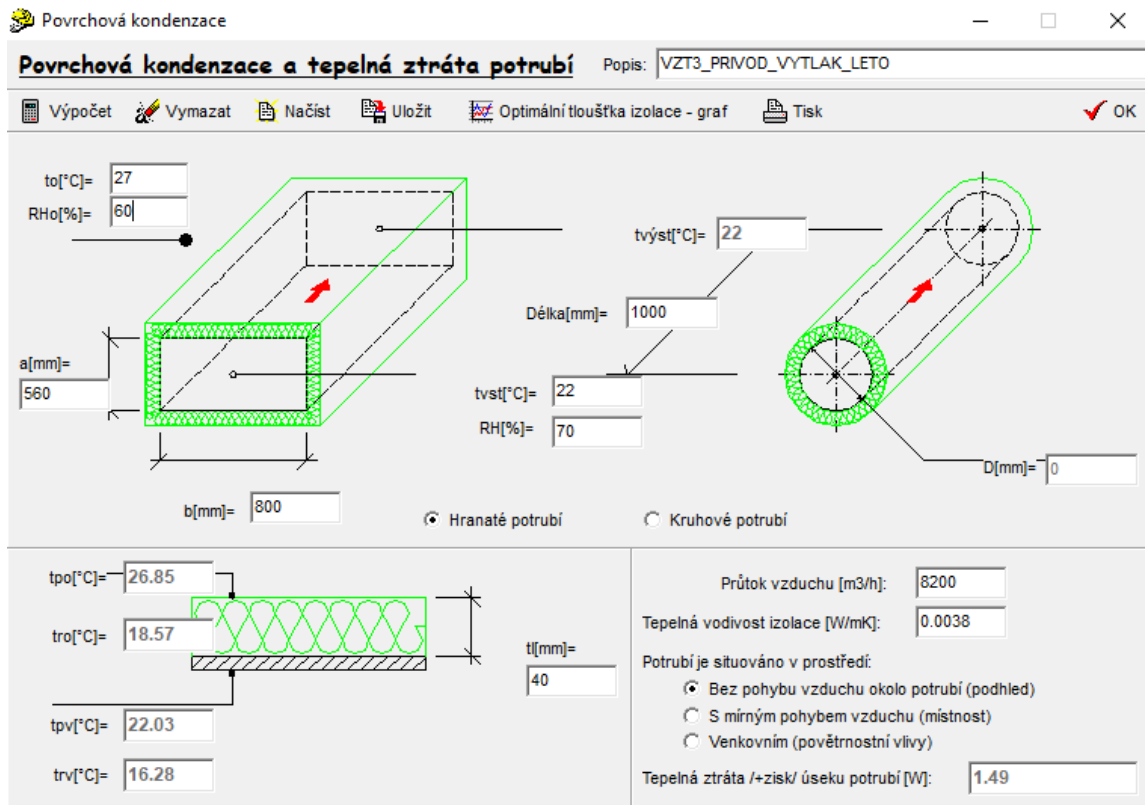 Povrchová kondenzace
Povrchová kondenzace a tepelná ztráta potrubí Popis: VZT3_PRIVOD_VYTLAK_LETO
Výpočet Vymazat Načíst Uložit Optimální tloušťka izolace - graf Tisk OK
to[°C]= 27
RHo[%]= 60
tvýst[°C]= 22
Délka[mm]= 1000
a[mm]=
560
tvst[°C]= 22
RH[%]= 70
D[mm]= 0
b[mm]= 800
Hranaté potrubí Kruhové potrubí
tpo[°C]= 26.85
tro[°C]= 18.57
tl[mm]=
40
tpv[°C]= 22.03
trv[°C]= 16.28
Průtok vzduchu [m3/h]: 8200
Tepelná vodivost izolace [W/mK]: 0.0038
Potrubí je situováno v prostředí:
Bez pohybu vzduchu okolo potrubí (podhled)
S mírným pohybem vzduchu (místnost)
Venkovním (povětrnostní vlivy)
Tepelná ztráta /+zisk/ úseku potrubí [W]: 1.49